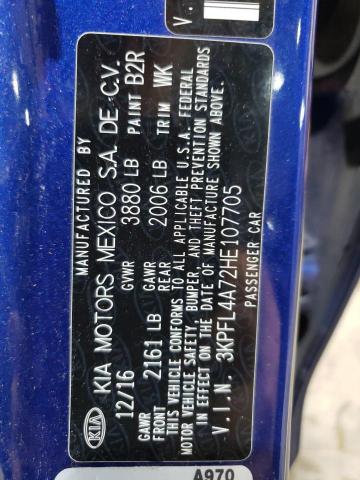 MANUFACTURED BY
KIA KIA MOTORS MEXICO S.A. DE C.V.
12/16 GVWR 3880 LB PAINT B2R
GAWR FRONT 2161 LB GAWR REAR 2006 LB TRIM WK
THIS VEHICLE CONFORMS TO ALL APPLICABLE U.S.A. FEDERAL
MOTOR VEHICLE SAFETY, BUMPER, AND THEFT PREVENTION STANDARDS
IN EFFECT ON THE DATE OF MANUFACTURE SHOWN ABOVE.
V.I.N. 3KPFL4A72HE107705
PASSENGER CAR
V.
A970